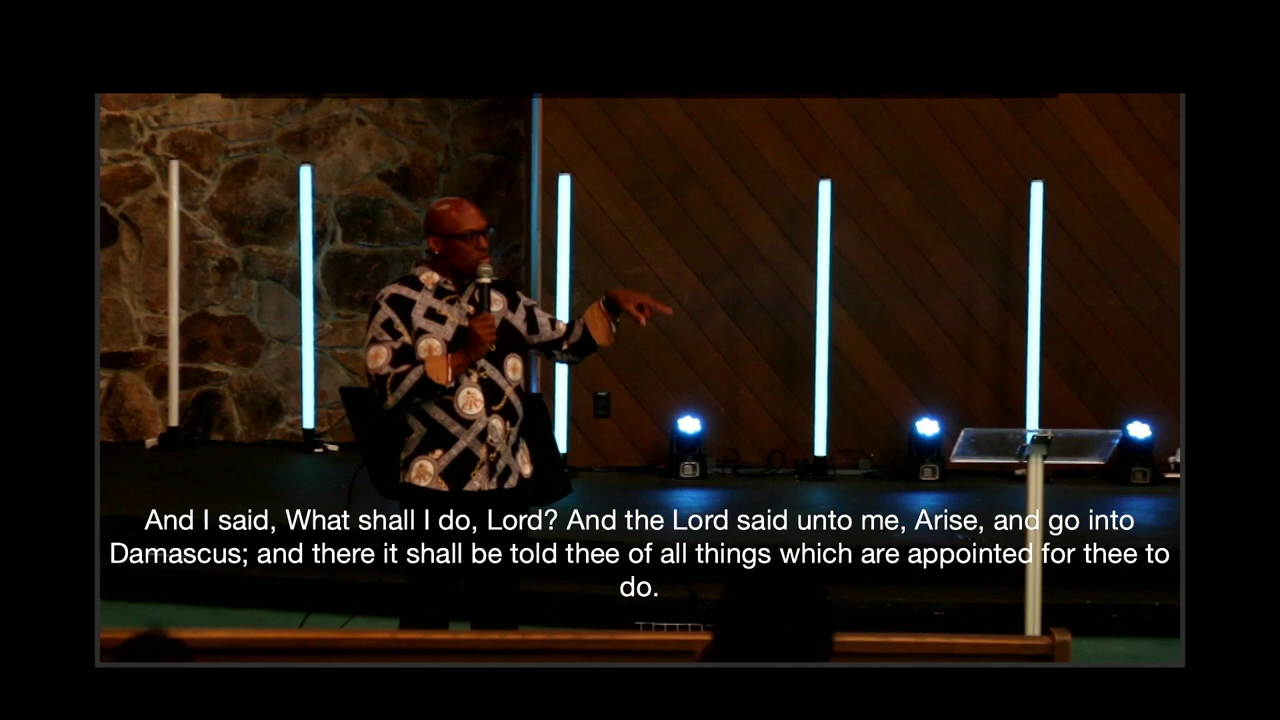 And I said, What shall I do, Lord? And the Lord said unto me, Arise, and go into
Damascus; and there it shall be told thee of all things which are appointed for thee to
do.